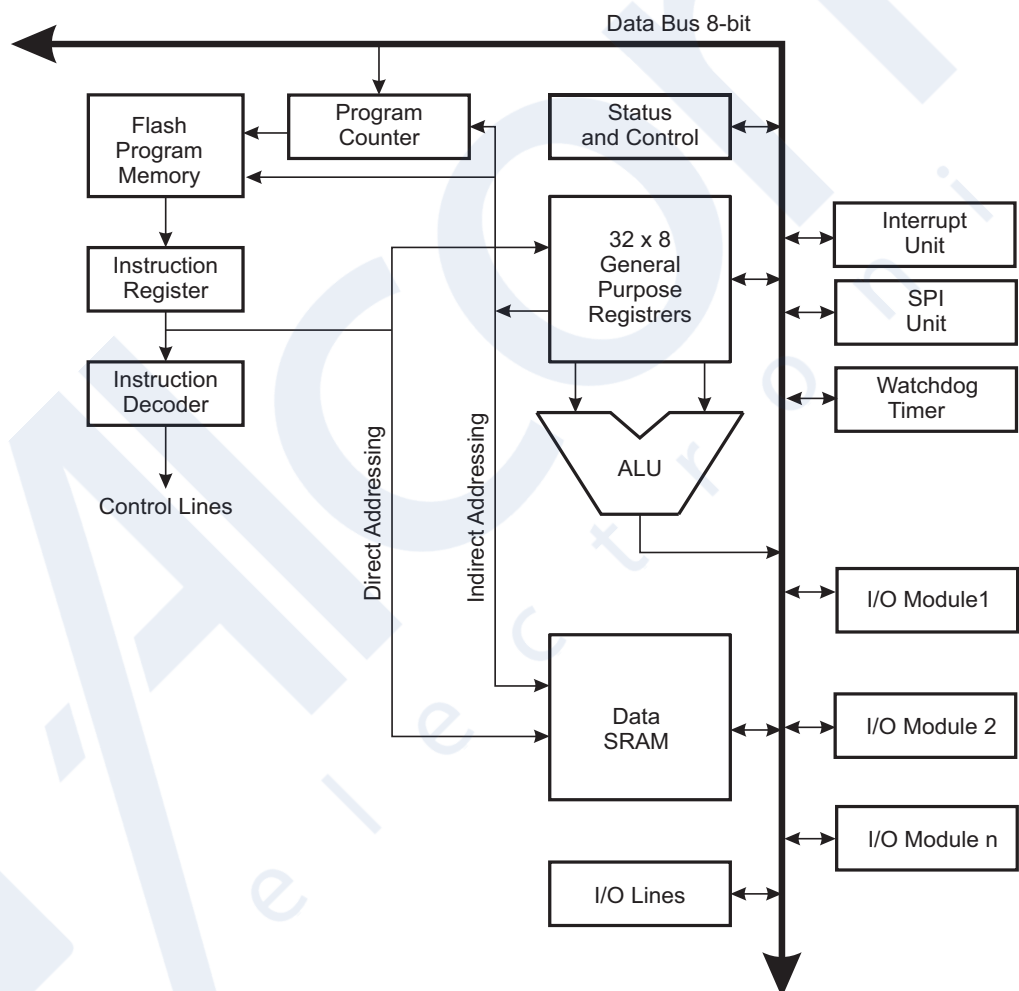 Data Bus 8-bit
Flash
Program
Memory
Program
Counter
Status
and Control
32 x 8
General
Purpose
Registrers
Interrupt
Unit
Instruction
Register
SPI
Unit
Instruction
Decoder
Watchdog
Timer
ALU
Control Lines
Direct Addressing
Indirect Addressing
I/O Module1
Data
SRAM
I/O Module 2
I/O Module n
I/O Lines
Alcom
electroni